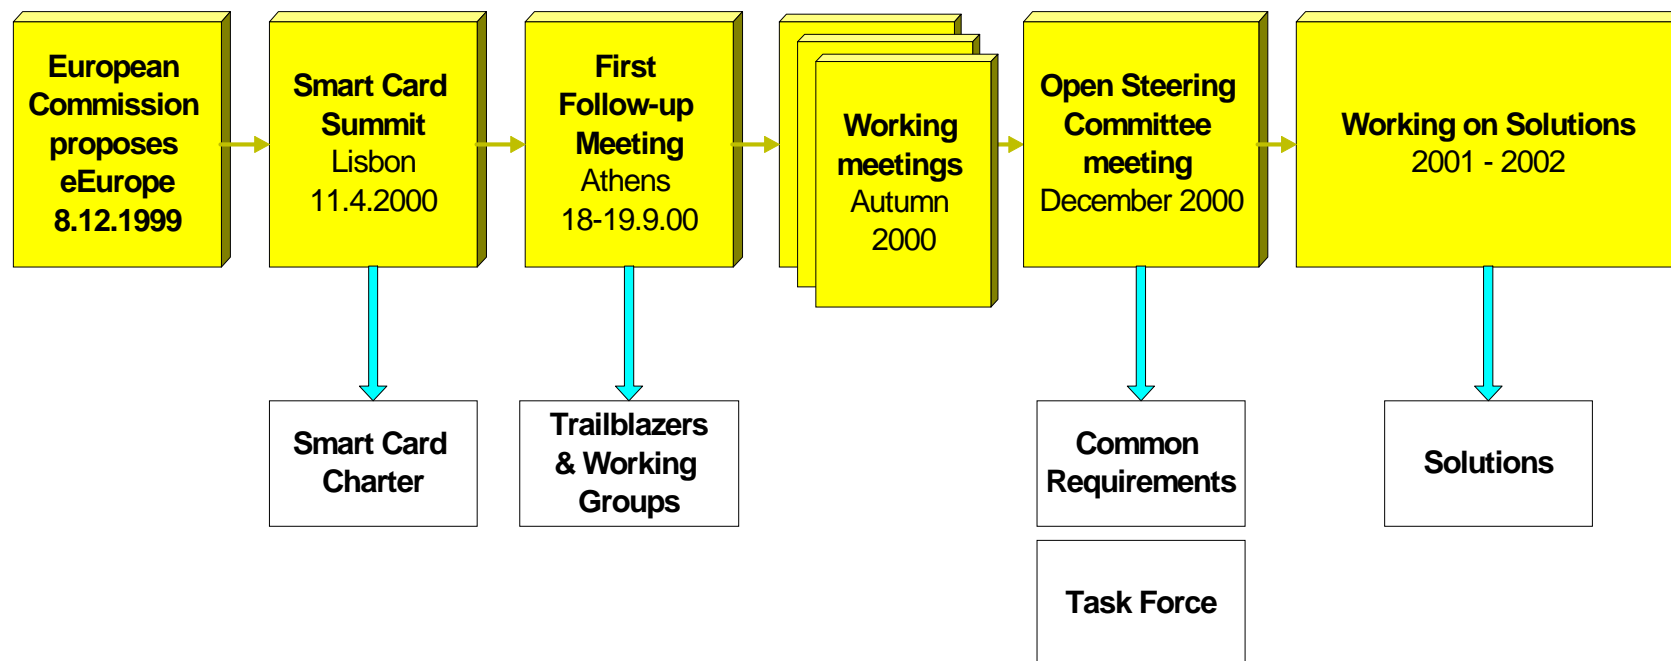 European
Commission
proposes
eEurope
8.12.1999
Smart Card
Summit
Lisbon
11.4.2000
First
Follow-up
Meeting
Athens
18-19.9.00
Working
meetings
Autumn
2000
Open Steering
Committee
meeting
December 2000
Working on Solutions
2001 - 2002
Smart Card
Charter
Trailblazers
& Working
Groups
Common
Requirements
Solutions
Task Force